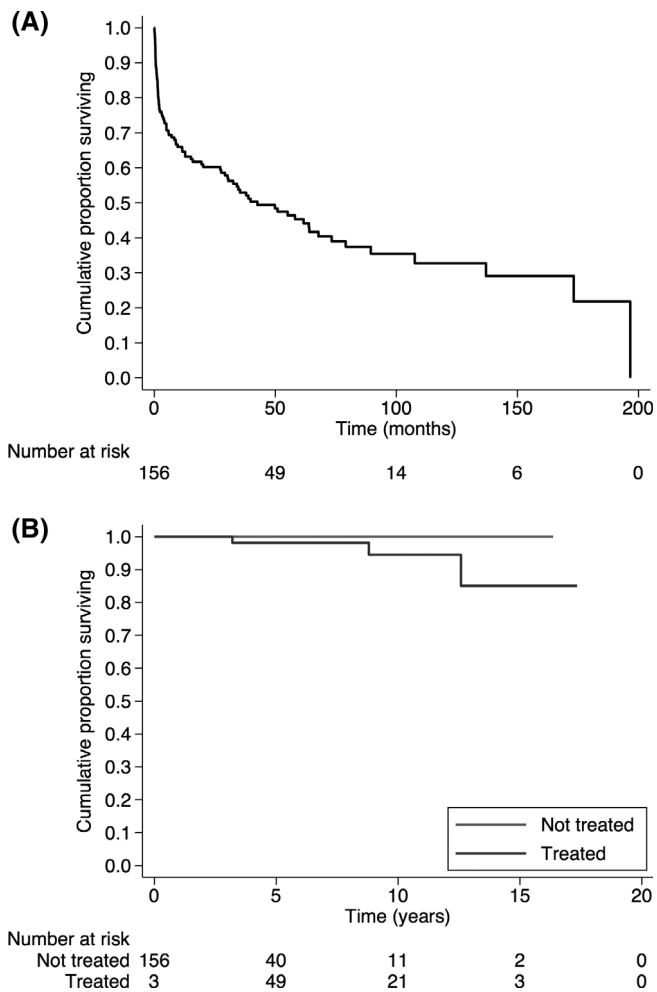 (A)
Cumulative proportion surviving
1.0
0.9
0.8
0.7
0.6
0.5
0.4
0.3
0.2
0.1
0.0
0 50 100 150 200
Time (months)
Number at risk
156 49 14 6 0
(B)
Cumulative proportion surviving
1.0
0.9
0.8
0.7
0.6
0.5
0.4
0.3
0.2
0.1
0.0
Not treated
Treated
0 5 10 15 20
Time (years)
Number at risk
Not treated 156 40 11 2 0
Treated 3 49 21 3 0